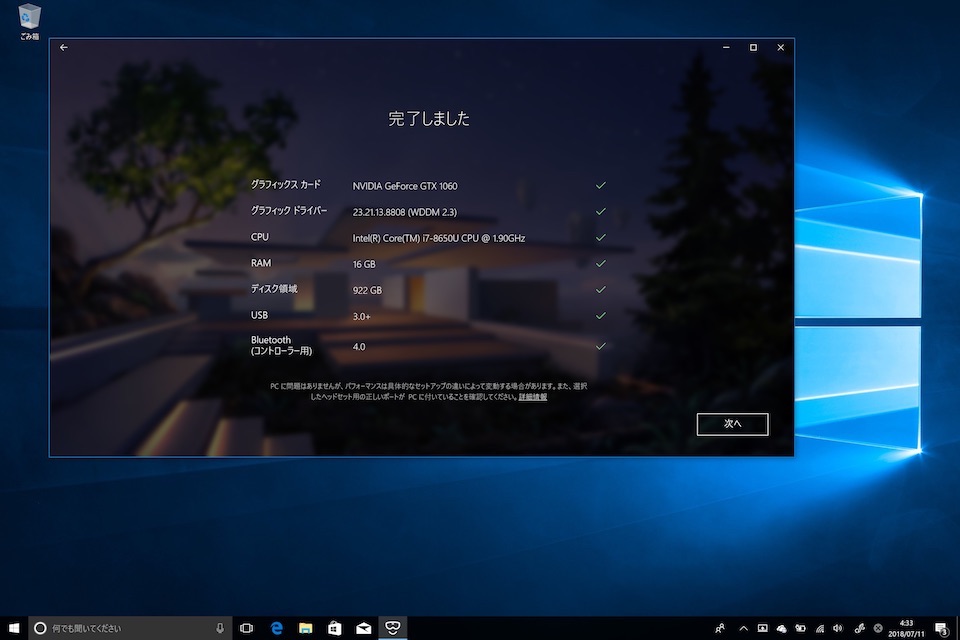 ごみ箱
完了しました
グラフィックス カード NVIDIA GeForce GTX 1060
グラフィック ドライバー 23.21.13.8808 (WDDM 2.3)
CPU Intel(R) Core(TM) i7-8650U CPU @ 1.90GHz
RAM 16 GB
ディスク領域 922 GB
USB 3.0+
Bluetooth
(コントローラー用) 4.0
PC に問題はありませんが、パフォーマンスは具体的なセットアップの違いによって変動する場合があります。また、選択
したヘッドセット用の正しいポートが PC に付いていることを確認してください。詳細情報
次へ
何でも聞いてください
4:33
2018/07/11
3